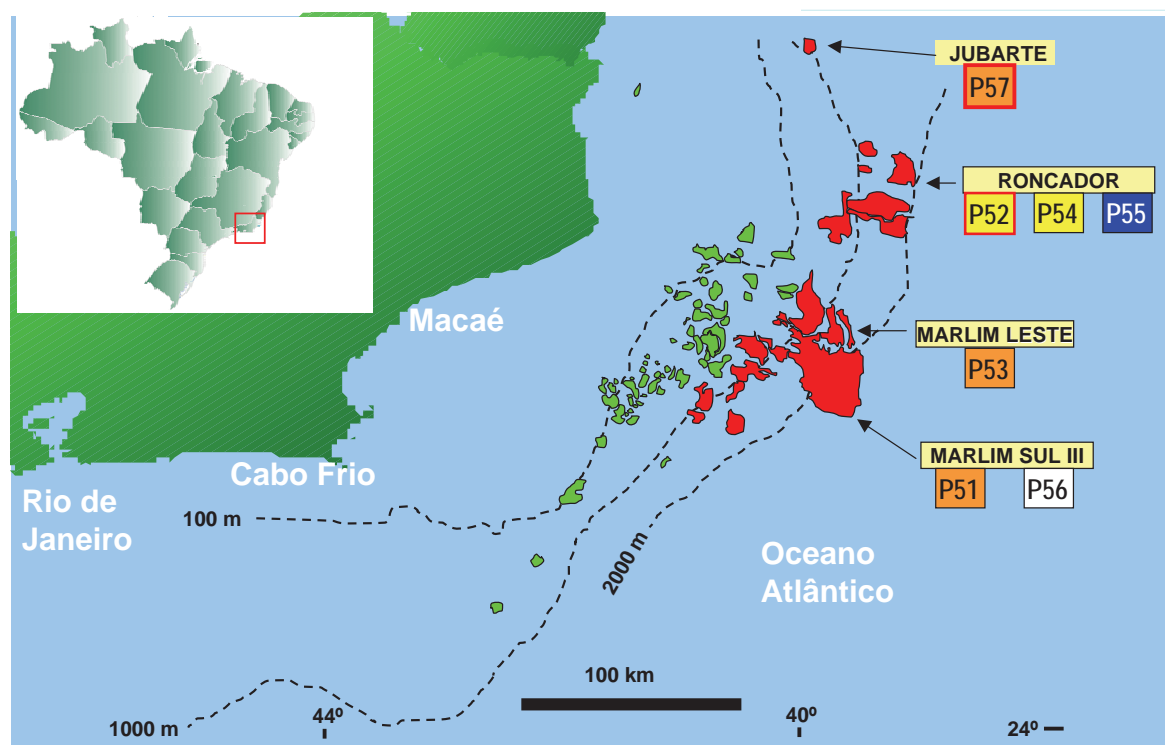 JUBARTE
P57
RONCADOR
P52 P54 P55
Macaé
MARLIM LESTE
P53
MARLIM SUL III
P51 P56
Cabo Frio
Rio de
Janeiro
100 m
2000 m
Oceano
Atlântico
100 km
1000 m
44º
40º
24º